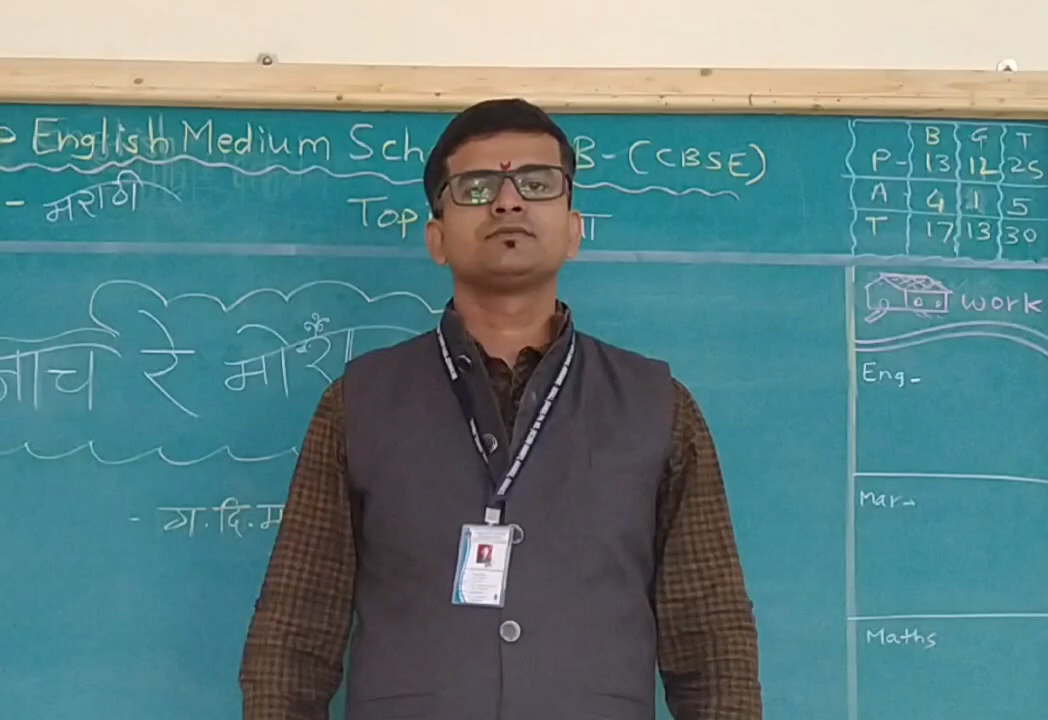 English Medium Sch B-(CBSE)
- मराठी Top
B G T
P- 13 12 25
A 4 1 5
T 17 13 30
नाच रे मोरा
- ग.दि.म
work
Eng-
Mar-
Maths